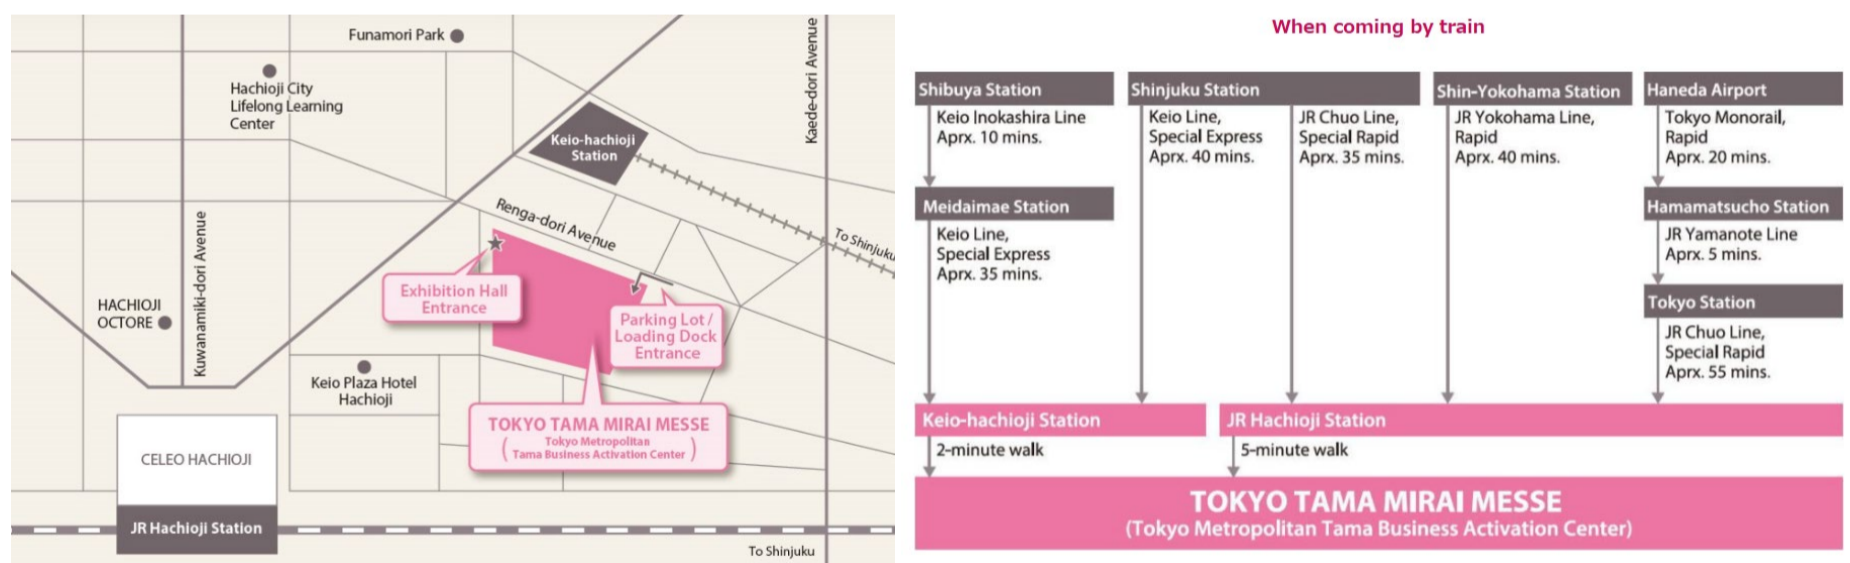 Funamori Park
Hachioji City
Lifelong Learning
Center
Kaede-dori Avenue
Keio-hachioji
Station
Renga-dori Avenue
To Shinjuku
Kuwanamiki-dori Avenue
Exhibition Hall
Entrance
HACHIOJI
OCTORE
Parking Lot /
Loading Dock
Entrance
Keio Plaza Hotel
Hachioji
TOKYO TAMA MIRAI MESSE
( Tokyo Metropolitan
Tama Business Activation Center )
CELEO HACHIOJI
JR Hachioji Station
To Shinjuku
When coming by train
Shibuya Station
Keio Inokashira Line
Aprx. 10 mins.
Meidaimae Station
Keio Line,
Special Express
Aprx. 35 mins.
Shinjuku Station
Keio Line,
Special Express
Aprx. 40 mins.
JR Chuo Line,
Special Rapid
Aprx. 35 mins.
Shin-Yokohama Station
JR Yokohama Line,
Rapid
Aprx. 40 mins.
Haneda Airport
Tokyo Monorail,
Rapid
Aprx. 20 mins.
Hamamatsucho Station
JR Yamanote Line
Aprx. 5 mins.
Tokyo Station
JR Chuo Line,
Special Rapid
Aprx. 55 mins.
Keio-hachioji Station
2-minute walk
JR Hachioji Station
5-minute walk
TOKYO TAMA MIRAI MESSE
(Tokyo Metropolitan Tama Business Activation Center)